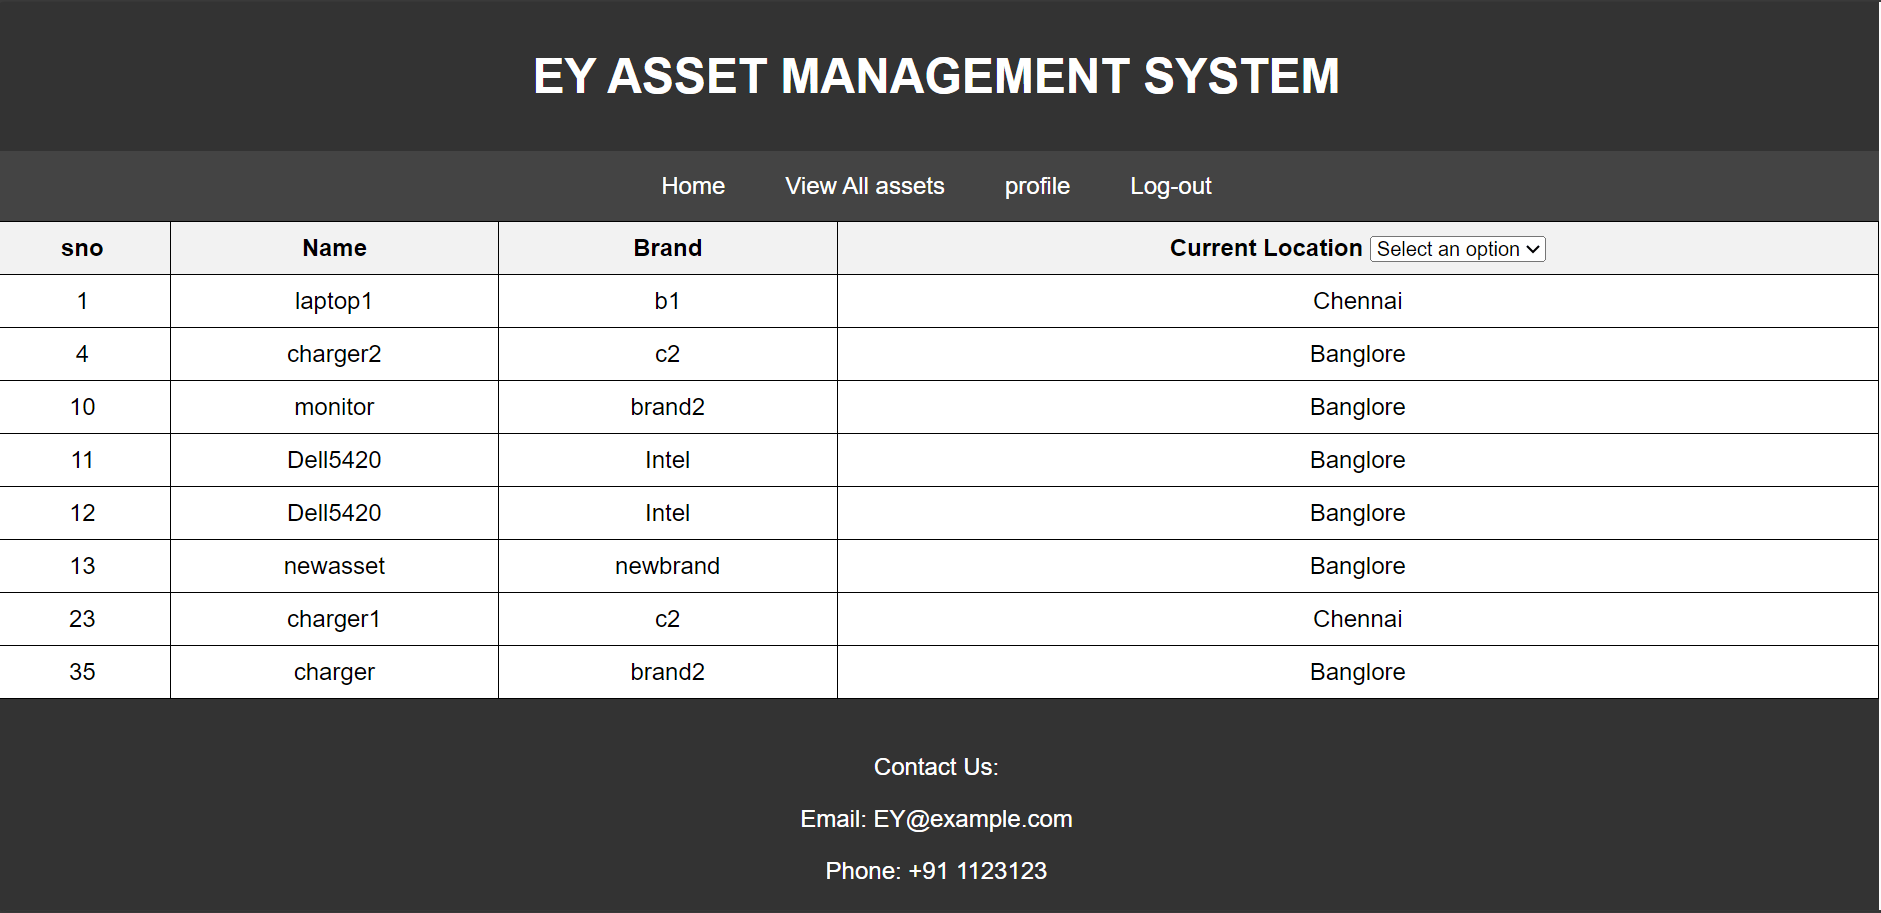 EY ASSET MANAGEMENT SYSTEM
Home View All assets profile Log-out
sno Name Brand Current Location Select an option
1 laptop1 b1 Chennai
4 charger2 c2 Banglore
10 monitor brand2 Banglore
11 Dell5420 Intel Banglore
12 Dell5420 Intel Banglore
13 newasset newbrand Banglore
23 charger1 c2 Chennai
35 charger brand2 Banglore
Contact Us:
Email: EY@example.com
Phone: +91 1123123